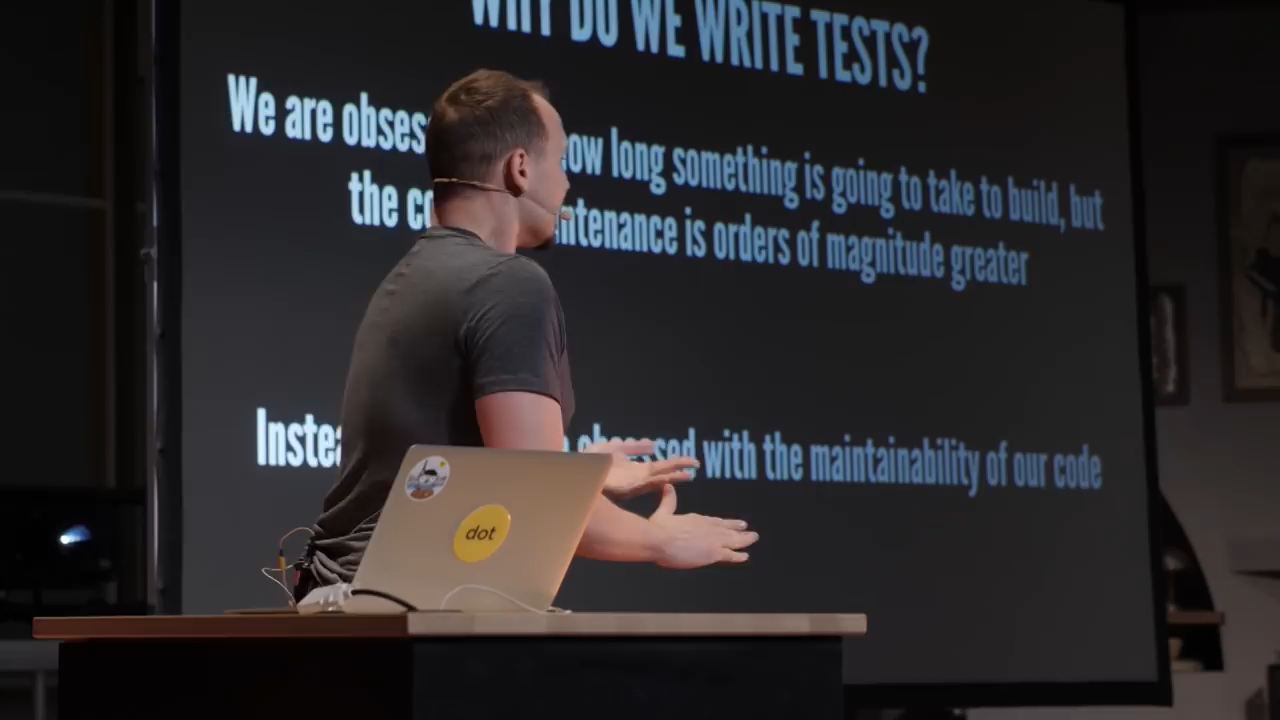 WHY DO WE WRITE TESTS?
We are obses ow long something is going to take to build, but
the co ntenance is orders of magnitude greater
Instea obsessed with the maintainability of our code
dot